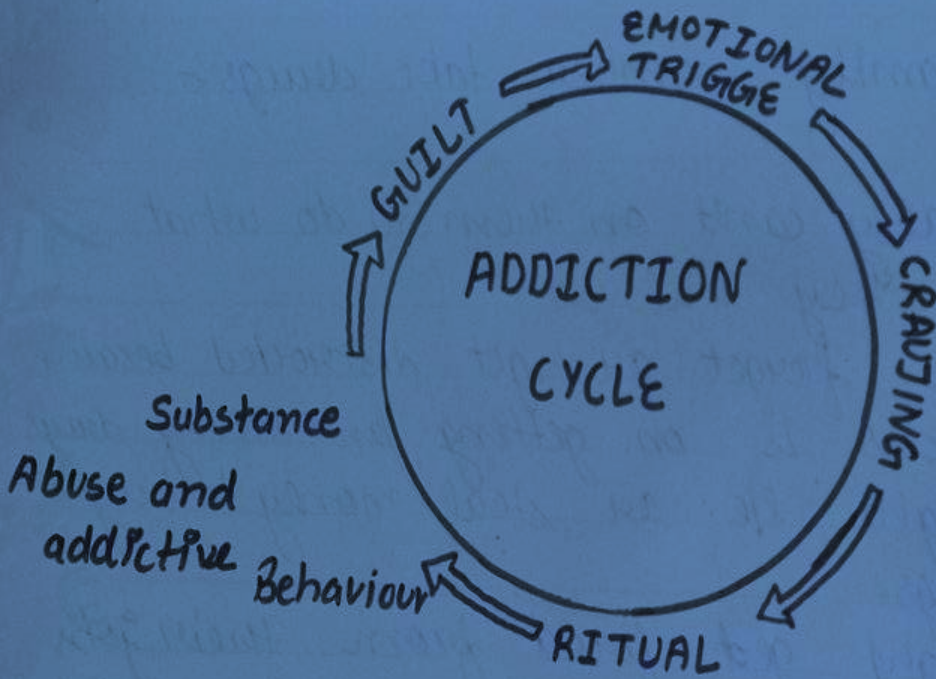 EMOTIONAL
TRIGGE
CRAVING
RITUAL
Substance
Abuse and
addictive
Behaviour
GUILT
ADDICTION
CYCLE